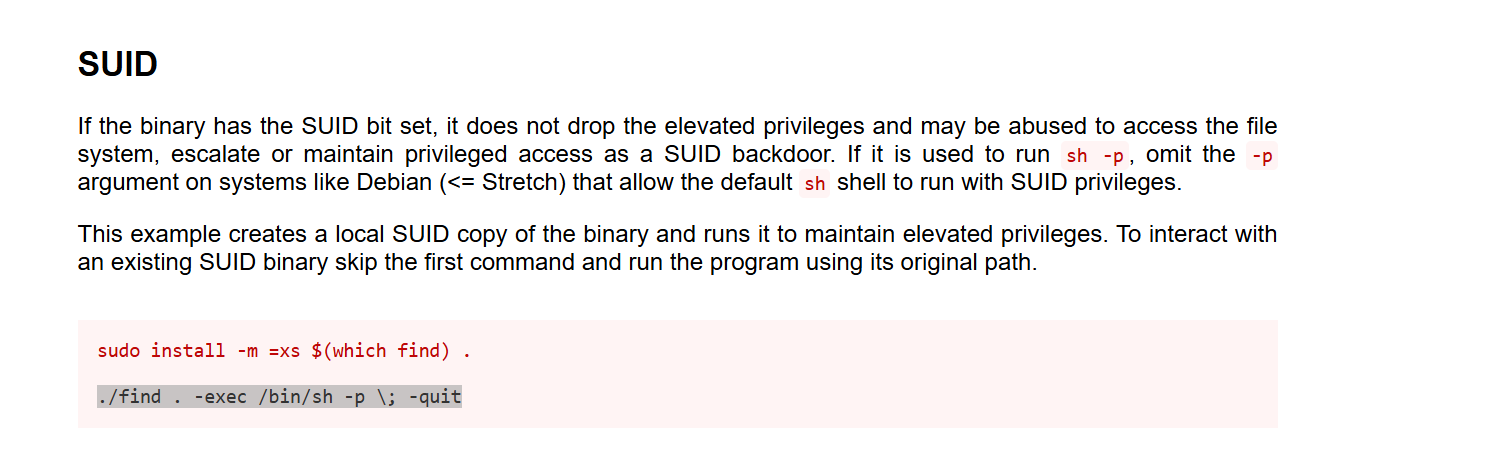 SUID
If the binary has the SUID bit set, it does not drop the elevated privileges and may be abused to access the file
system, escalate or maintain privileged access as a SUID backdoor. If it is used to run sh -p, omit the -p
argument on systems like Debian (<= Stretch) that allow the default sh shell to run with SUID privileges.
This example creates a local SUID copy of the binary and runs it to maintain elevated privileges. To interact with
an existing SUID binary skip the first command and run the program using its original path.
sudo install -m =xs $(which find) .
./find . -exec /bin/sh -p \; -quit